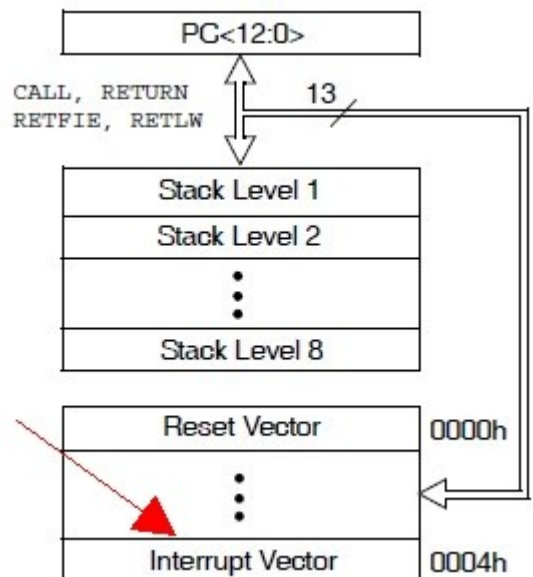 PC<12:0>
CALL, RETURN
RETFIE, RETLW
13
Stack Level 1
Stack Level 2
Stack Level 8
Reset Vector
0000h
Interrupt Vector
0004h